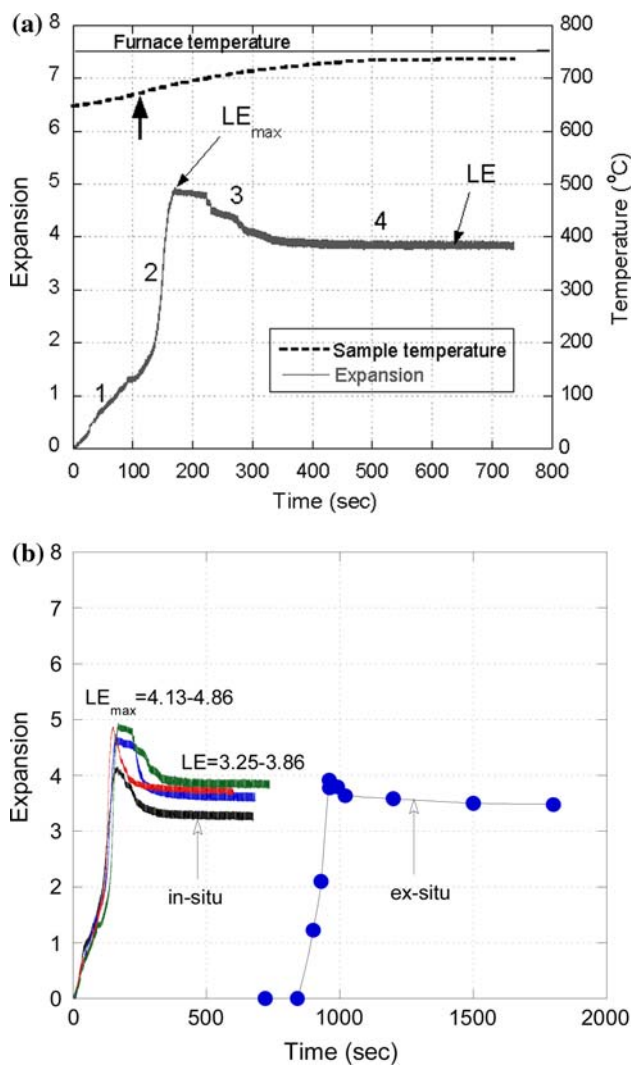 (a)
8
7
6
5
4
3
2
1
0
Expansion
Furnace temperature
LEmax
LE
1
2
3
4
Sample temperature
Expansion
800
700
600
500
400
300
200
100
0
Temperature (°C)
0 100 200 300 400 500 600 700 800
Time (sec)
(b)
8
7
6
5
4
3
2
1
0
Expansion
LEmax=4.13-4.86
LE=3.25-3.86
in-situ
ex-situ
0 500 1000 1500 2000
Time (sec)